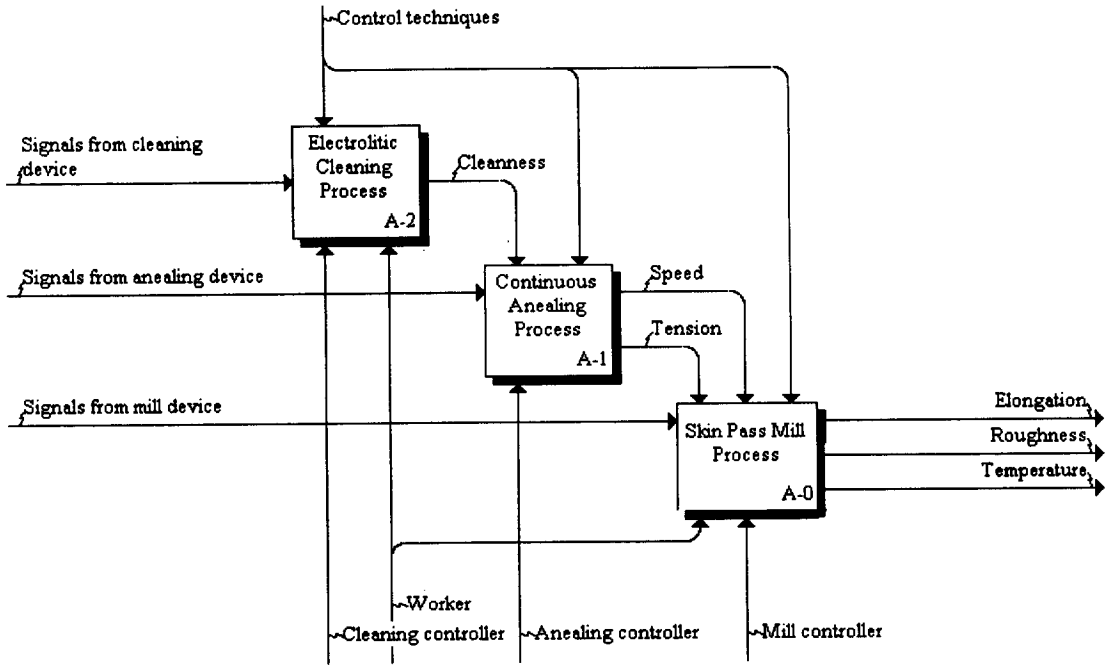 Control techniques
Signals from cleaning
device
Electrolitic
Cleaning
Process
A-2
Cleanness
Signals from anealing device
Continuous
Anealing
Process
A-1
Speed
Tension
Signals from mill device
Skin Pass Mill
Process
A-0
Elongation
Roughness
Temperature
Worker
Cleaning controller
Anealing controller
Mill controller